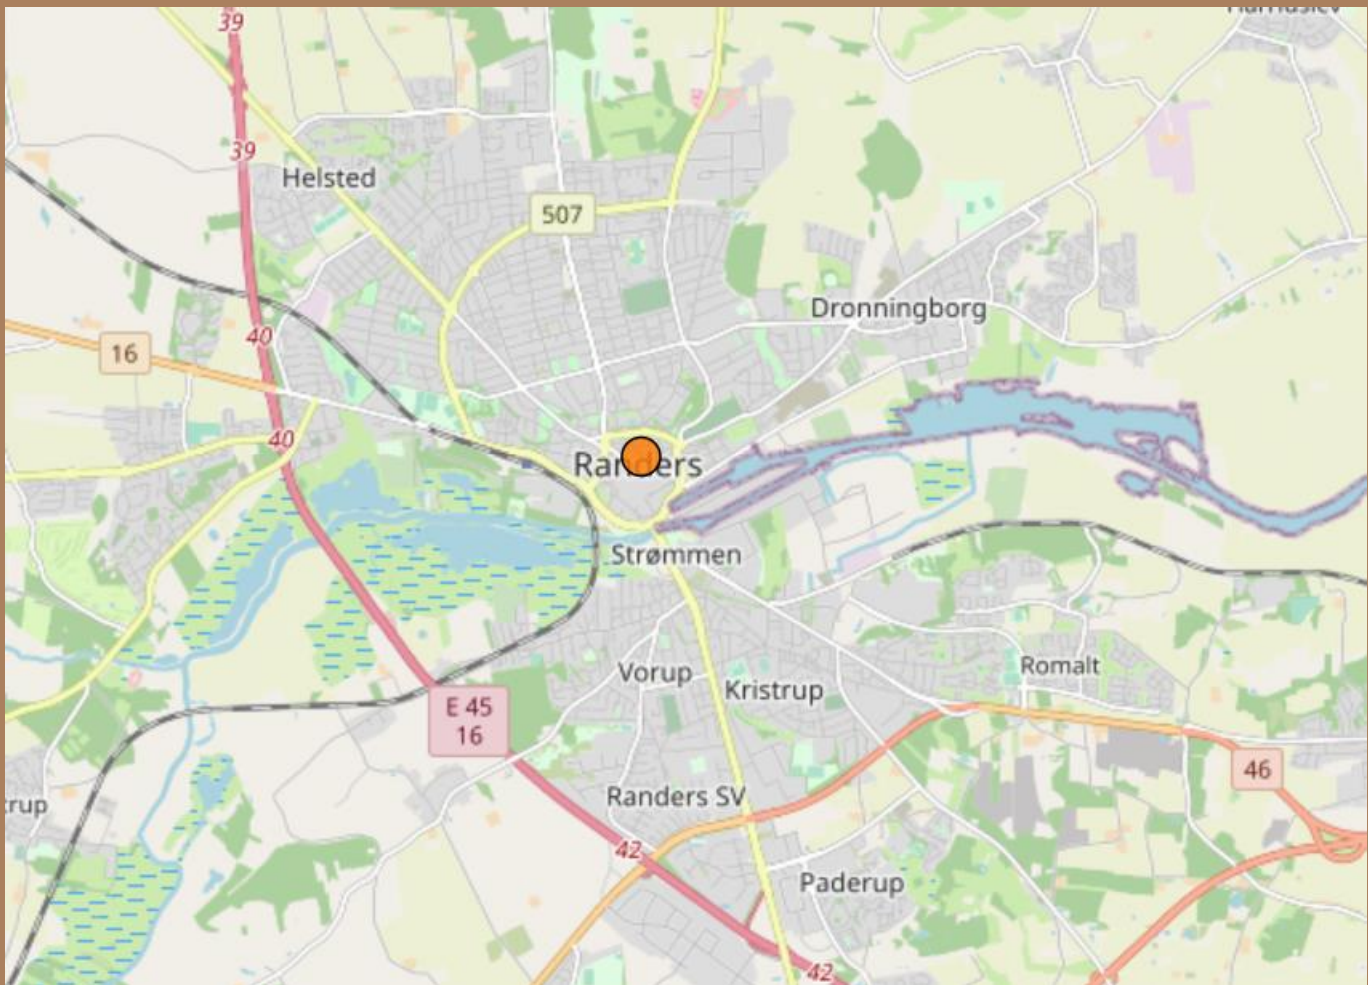 39
39
Helsted
507
Dronningborg
40
16
40
Randers
Strømmen
Vorup
Kristrup
Romalt
E 45
16
46
Randers SV
42
Paderup
42